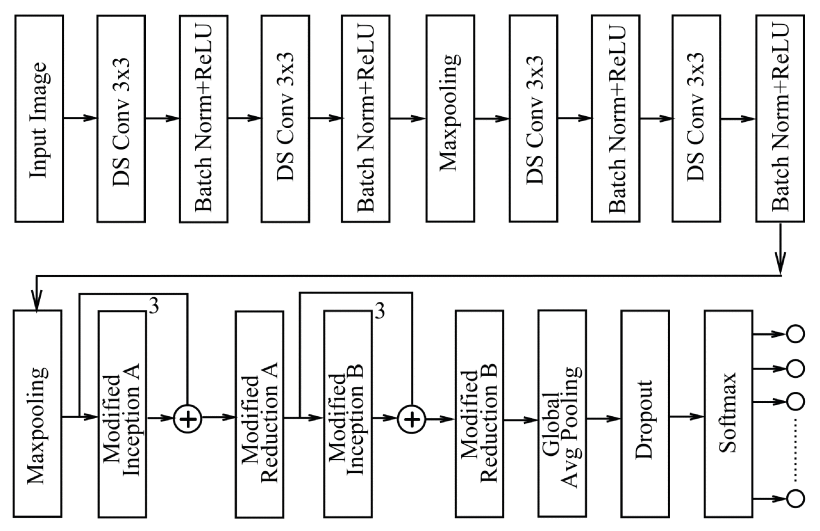 Input Image
DS Conv 3x3
Batch Norm+ReLU
DS Conv 3x3
Batch Norm+ReLU
Maxpooling
DS Conv 3x3
Batch Norm+ReLU
DS Conv 3x3
Batch Norm+ReLU
Maxpooling
Modified
Inception A
3
+
Modified
Reduction A
Modified
Inception B
3
+
Modified
Reduction B
Global
Avg Pooling
Dropout
Softmax